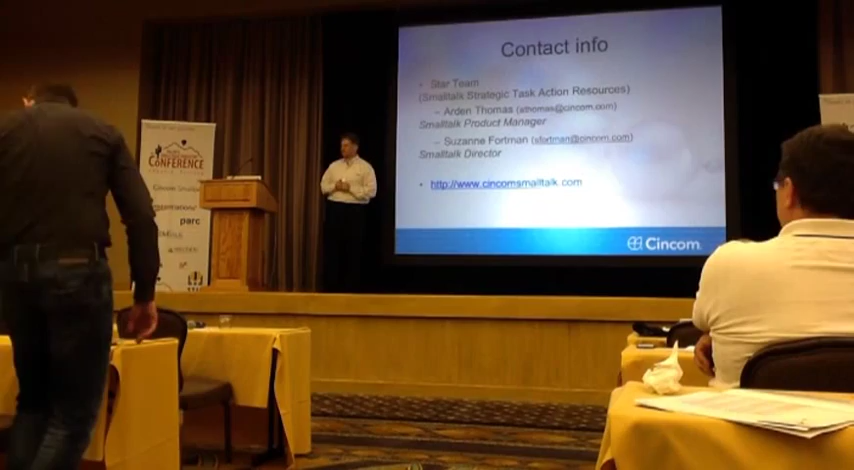 Contact info
• Star Team
(Smalltalk Strategic Task Action Resources)
– Arden Thomas (athomas@cincom.com)
Smalltalk Product Manager
– Suzanne Fortman (sfortman@cincom.com)
Smalltalk Director
• http://www.cincomsmalltalk.com
Cincom
CONFERENCE
parc